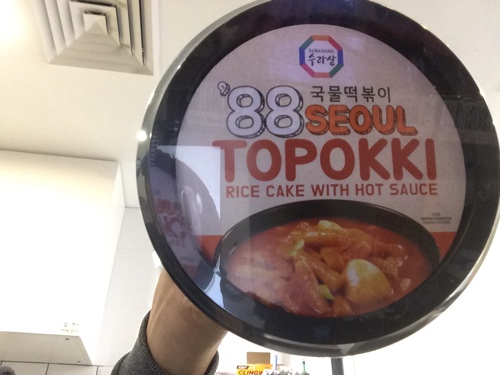 SURASANG
수라상
국물떡볶이
'88 SEOUL
TOPOKKI
RICE CAKE WITH HOT SAUCE